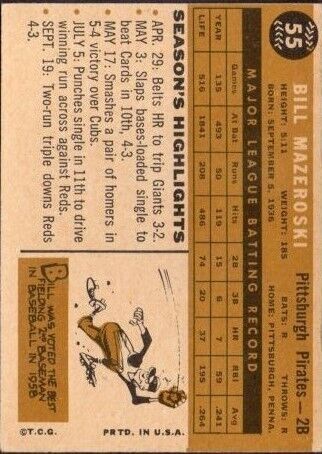 55
BILL MAZEROSKI
Pittsburgh Pirates—2B
HEIGHT: 5:11 WEIGHT: 185 BATS: R THROWS: R
BORN: SEPTEMBER 5, 1936 HOME: PITTSBURGH, PENNA.
MAJOR LEAGUE BATTING RECORD
Games At Bat Runs Hits 2B 3B HR RBI Avg
YEAR 135 493 50 119 22 6 7 59 .241
LIFE 516 1841 208 486 74 20 37 195 .264
SEASON'S HIGHLIGHTS
• APR. 29: Belts HR to trip Giants 3-2
• MAY 3: Slaps bases-loaded single to
beat Cards in 10th, 4-3.
• MAY 17: Smashes a pair of homers in
5-4 victory over Cubs.
• JULY 5: Punches single in 11th to drive
winning run across against Reds
• SEPT. 19: Two-run triple downs Reds
4-3.
BILL WAS VOTED THE BEST
FIELDING 2ND BASEMAN
IN BASEBALL IN
1958
©T.C.G. PRTD. IN U.S.A.